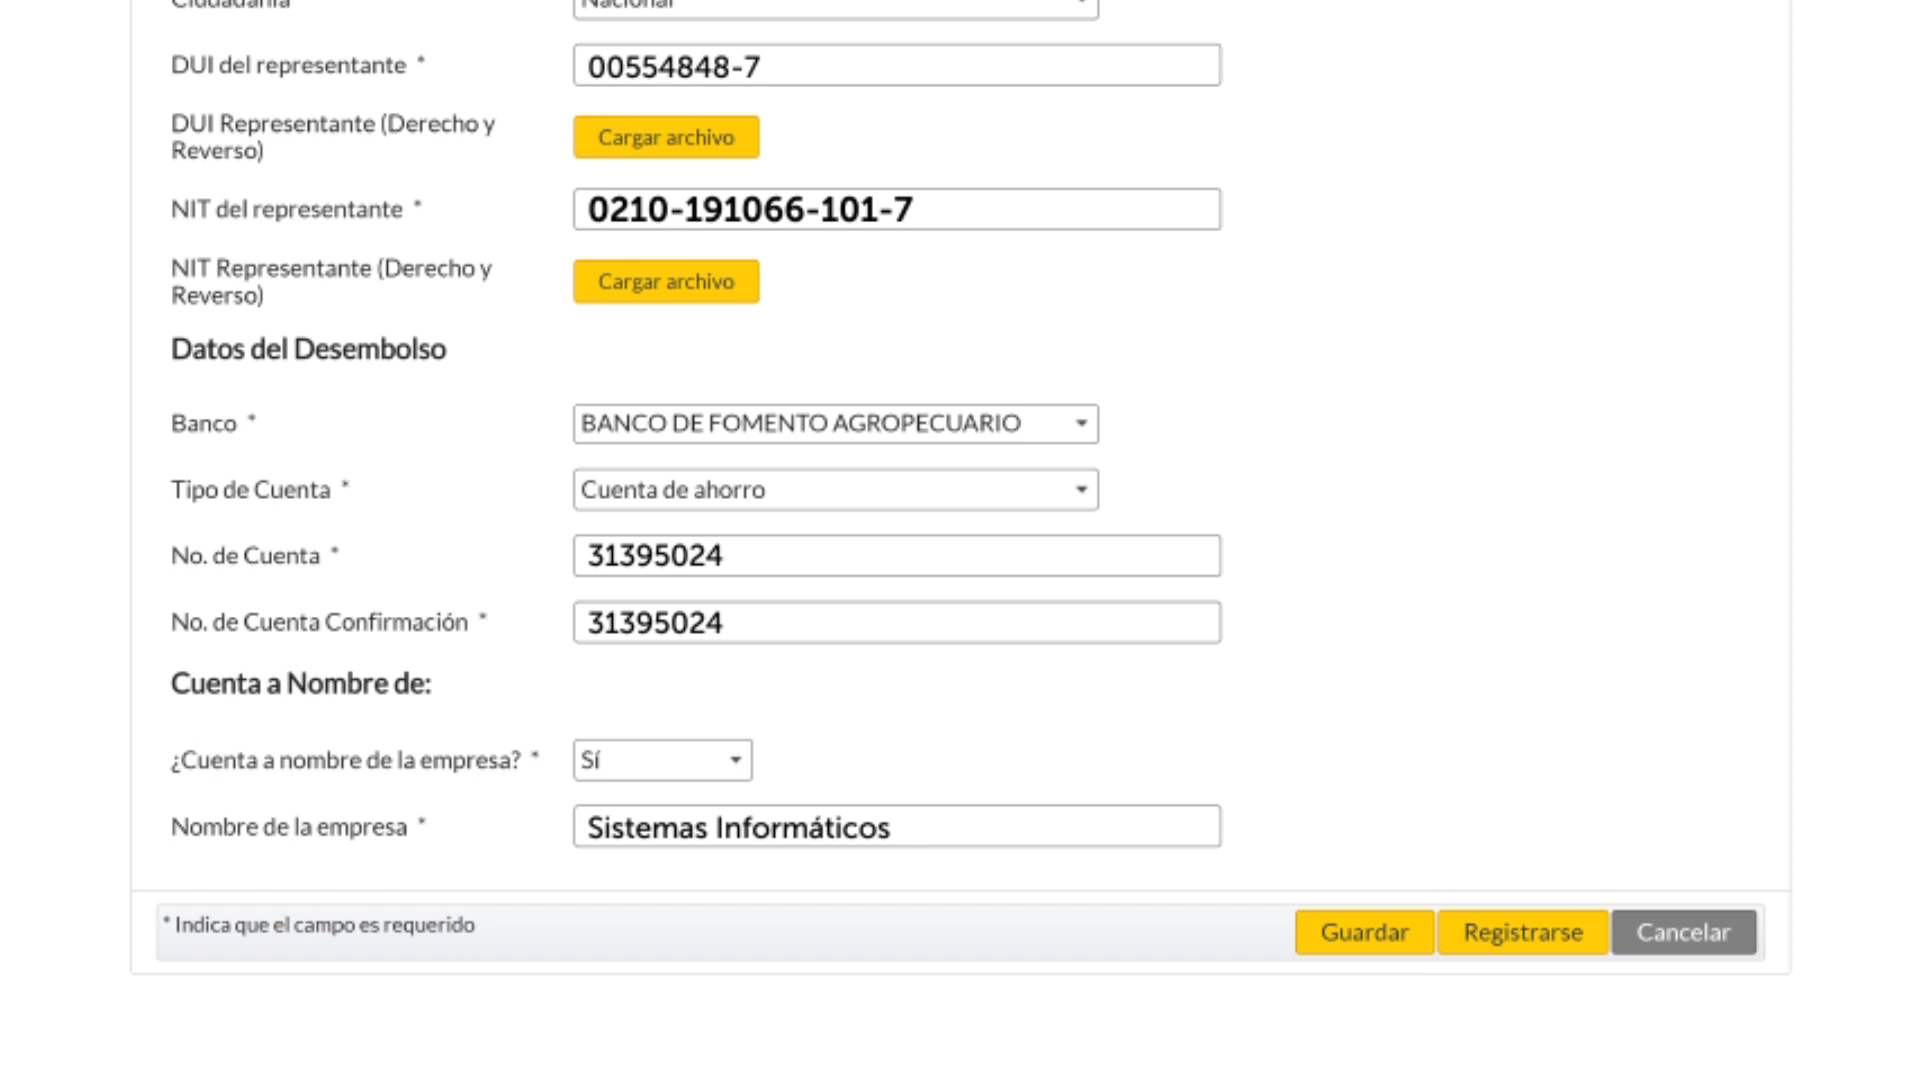 Ciudadanía Nacional
DUI del representante * 00554848-7
DUI Representante (Derecho y
Reverso)
Cargar archivo
NIT del representante * 0210-191066-101-7
NIT Representante (Derecho y
Reverso)
Cargar archivo
Datos del Desembolso
Banco * BANCO DE FOMENTO AGROPECUARIO
Tipo de Cuenta * Cuenta de ahorro
No. de Cuenta * 31395024
No. de Cuenta Confirmación * 31395024
Cuenta a Nombre de:
¿Cuenta a nombre de la empresa? * Sí
Nombre de la empresa * Sistemas Informáticos
* Indica que el campo es requerido
Guardar Registrarse Cancelar